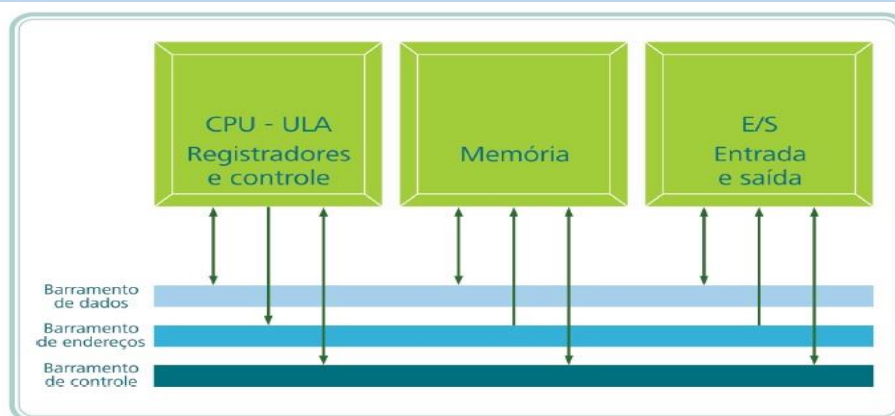 CPU - ULA
Registradores
e controle
Memória
E/S
Entrada
e saída
Barramento
de dados
Barramento
de endereços
Barramento
de controle